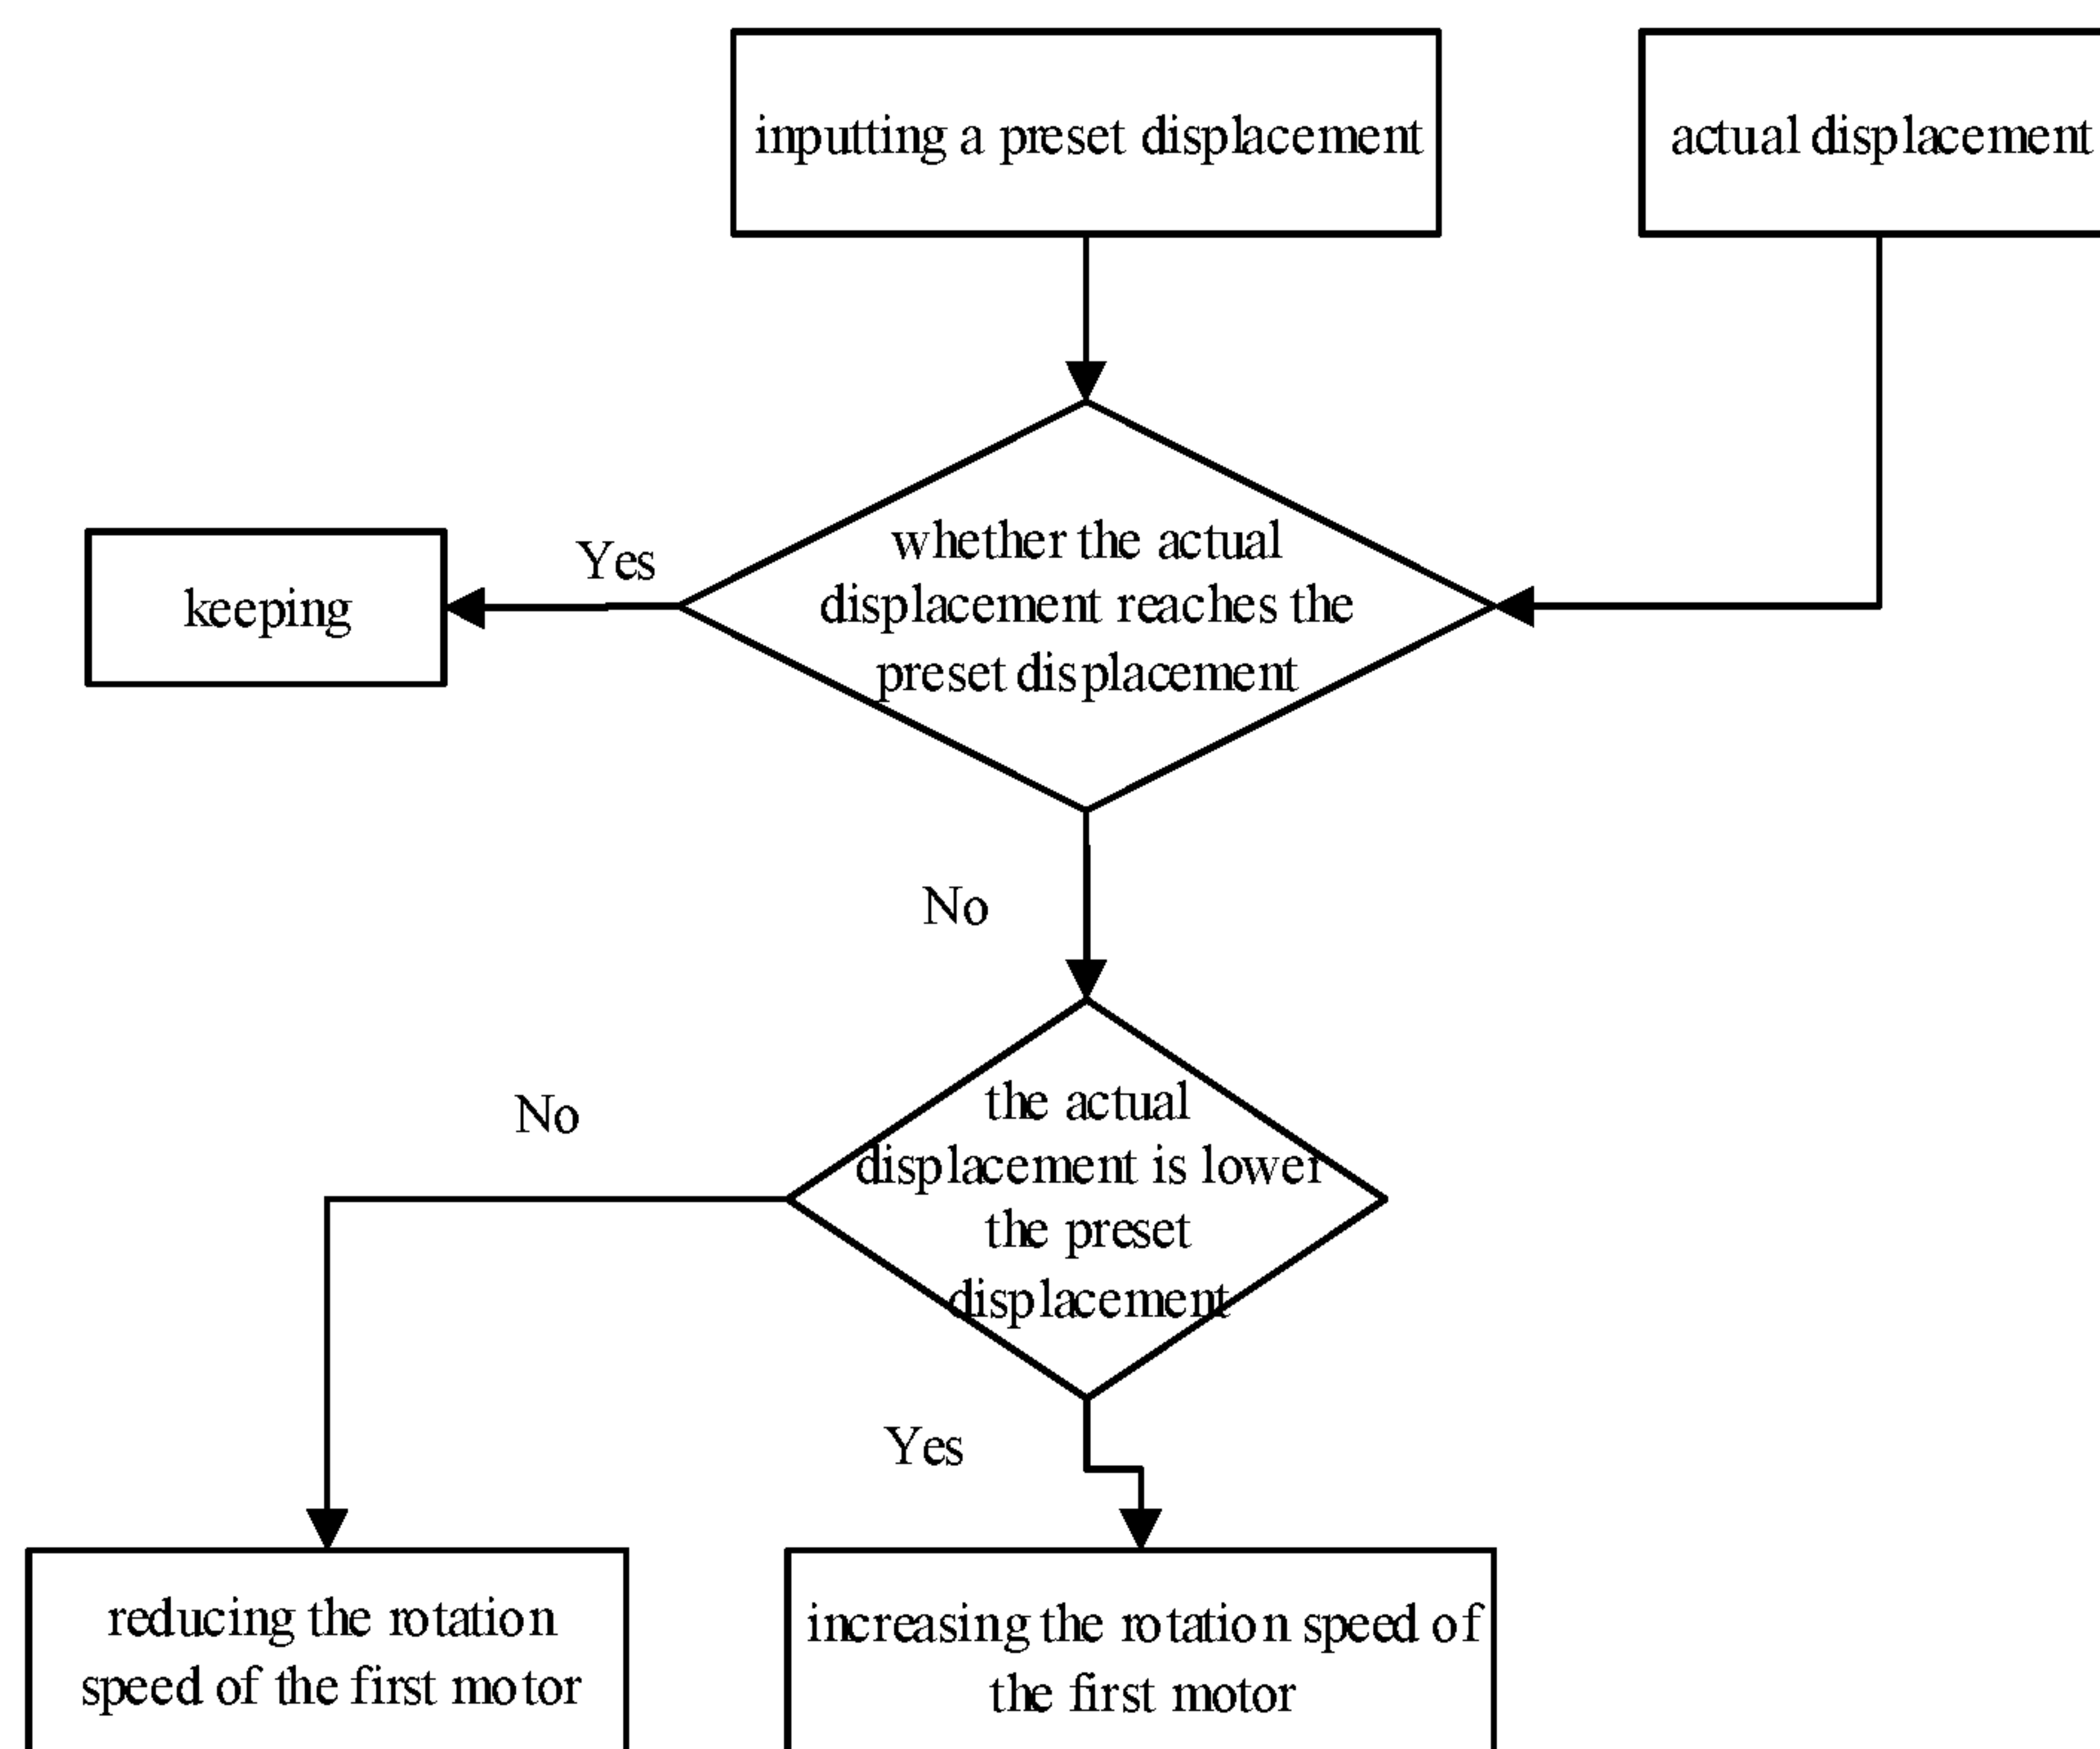 inputting a preset displacement
actual displacement
whether the actual
displacement reaches the
preset displacement
Yes
keeping
No
the actual
displacement is lower
the preset
displacement
No
Yes
reducing the rotation
speed of the first motor
increasing the rotation speed of
the first motor